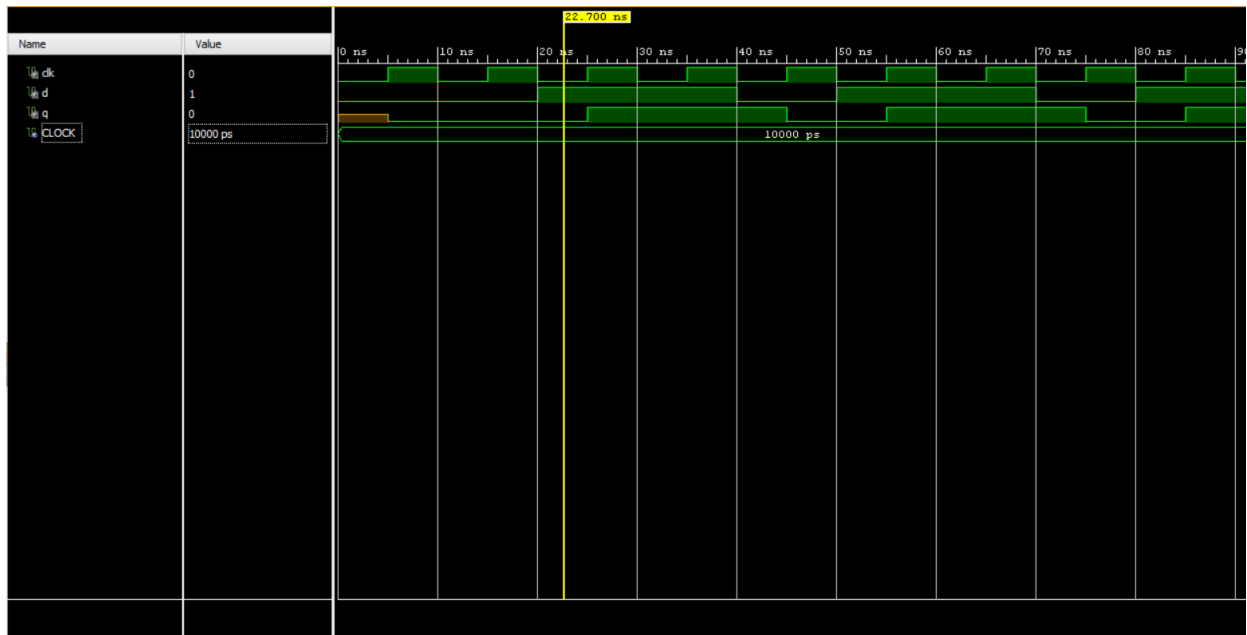 22.700 ns
Name Value
0 ns 10 ns 20 ns 30 ns 40 ns 50 ns 60 ns 70 ns 80 ns
clk 0
d 1
q 0
CLOCK 10000 ps 10000 ps